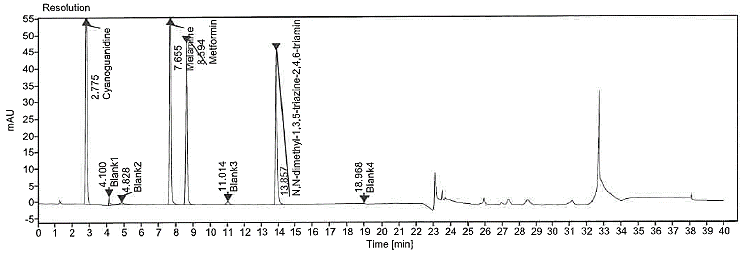 Resolution
55
50
45
40
35
30
25
20
15
10
5
0
-5
mAU
2.775
Cyanoguanidine
4.100
Blank1
4.828
Blank2
7.655
Melamine
8.594
Metformin
11.014
Blank3
13.857
N,N-dimethyl-1,3,5-triazine-2,4,6-triamin
18.968
Blank4
0 1 2 3 4 5 6 7 8 9 10 11 12 13 14 15 16 17 18 19 20 21 22 23 24 25 26 27 28 29 30 31 32 33 34 35 36 37 38 39 40
Time [min]